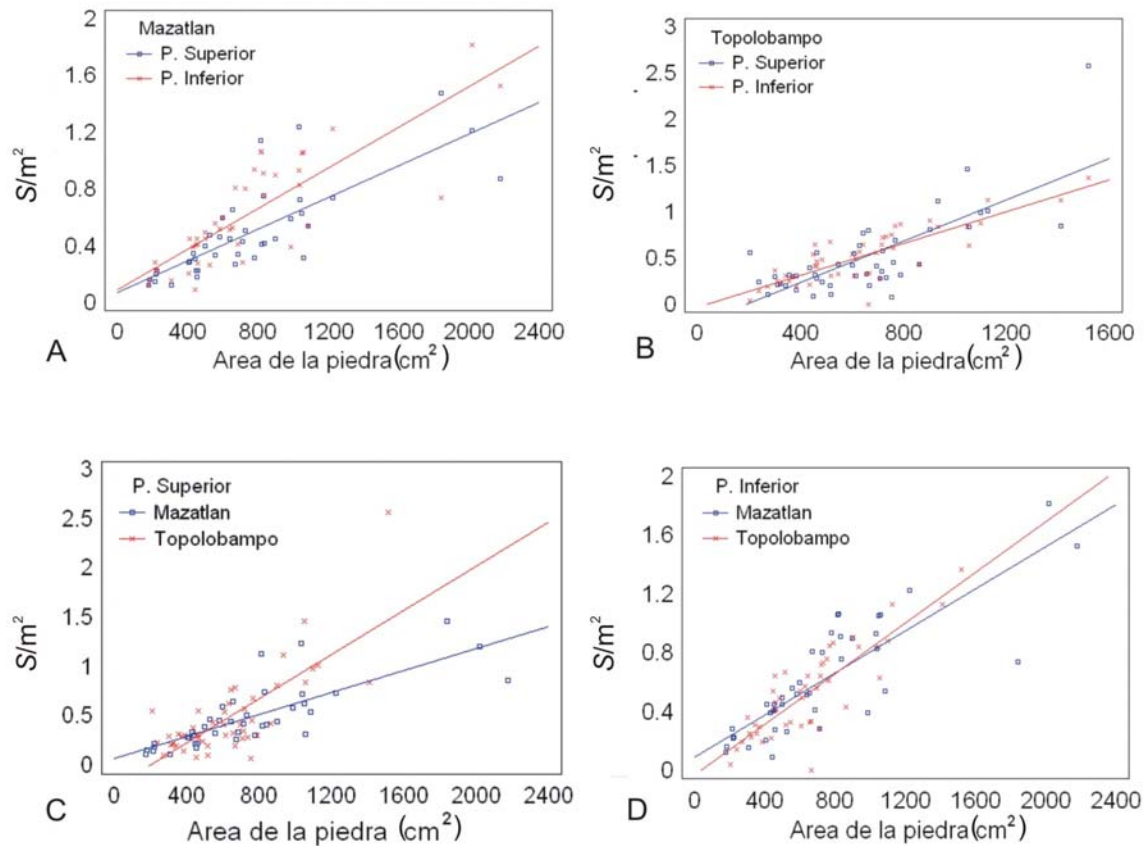 2
1.6
1.2
0.8
0.4
0
S/m²
Mazatlan
P. Superior
P. Inferior
0 400 800 1200 1600 2000 2400
A Area de la piedra(cm²)
3
2.5
2
1.5
1
0.5
0
S/m²
Topolobampo
P. Superior
P. Inferior
400 800 1200 1600
B Area de la piedra(cm²)
3
2.5
2
1.5
1
0.5
0
S/m²
P. Superior
Mazatlan
Topolobampo
0 400 800 1200 1600 2000 2400
C Area de la piedra (cm²)
2
1.6
1.2
0.8
0.4
0
S/m²
P. Inferior
Mazatlan
Topolobampo
0 400 800 1200 1600 2000 2400
D Area de la piedra(cm²)